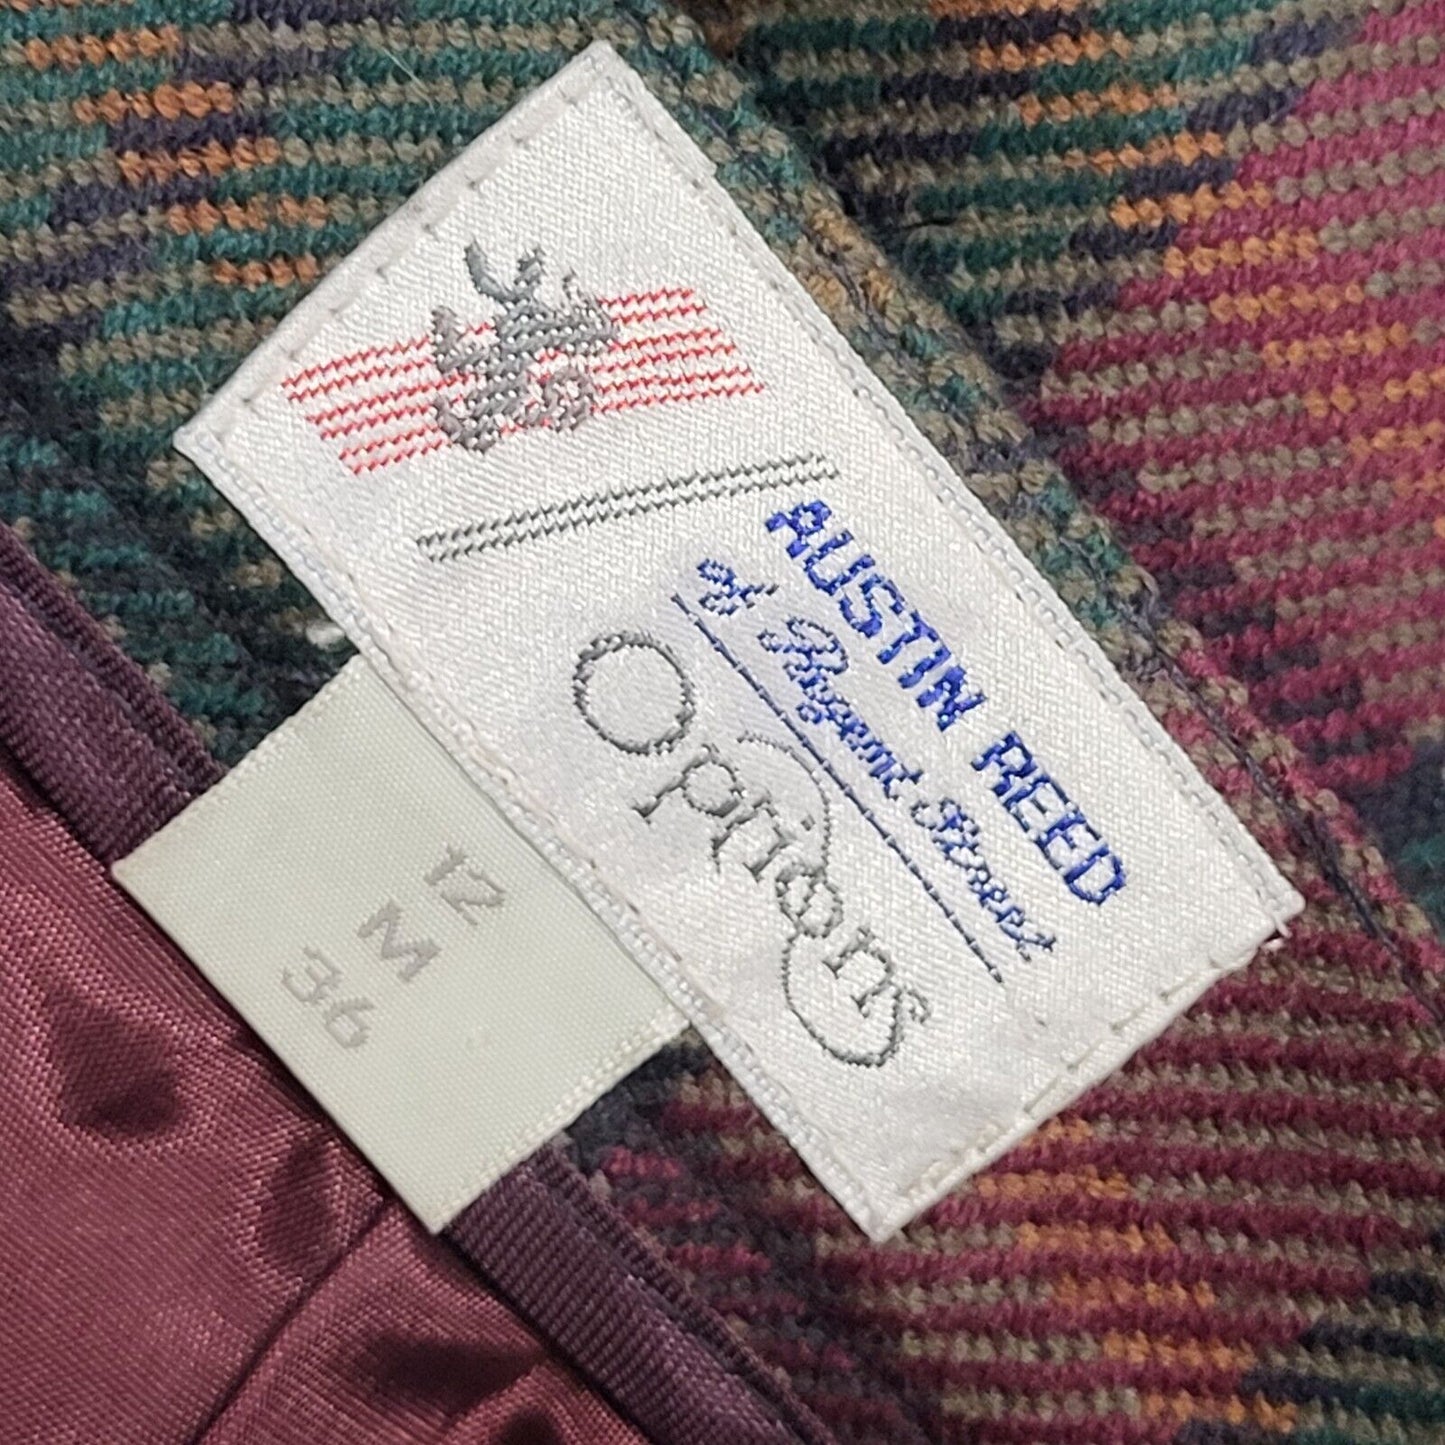 AUSTIN REED
of Regent Street
Options
12
M
36